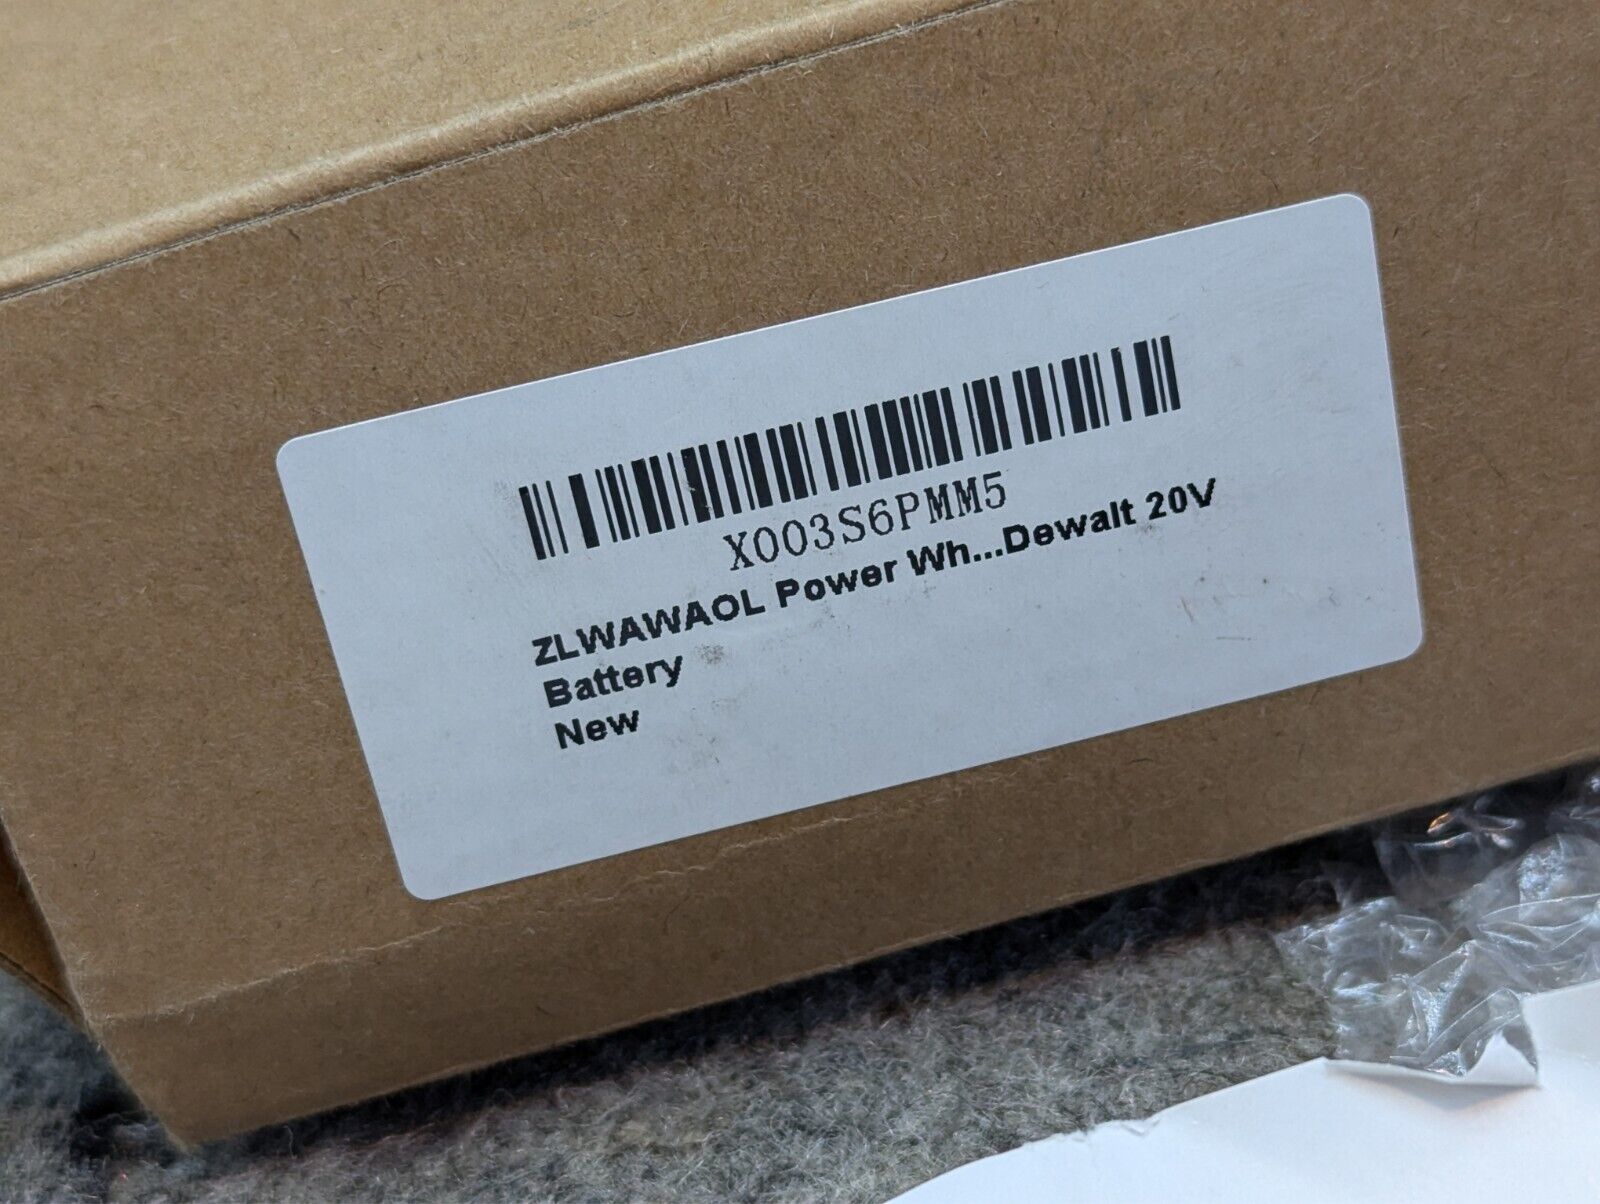 X003S6PMM5
ZLWAWAOL Power Wh...Dewalt 20V
Battery
New